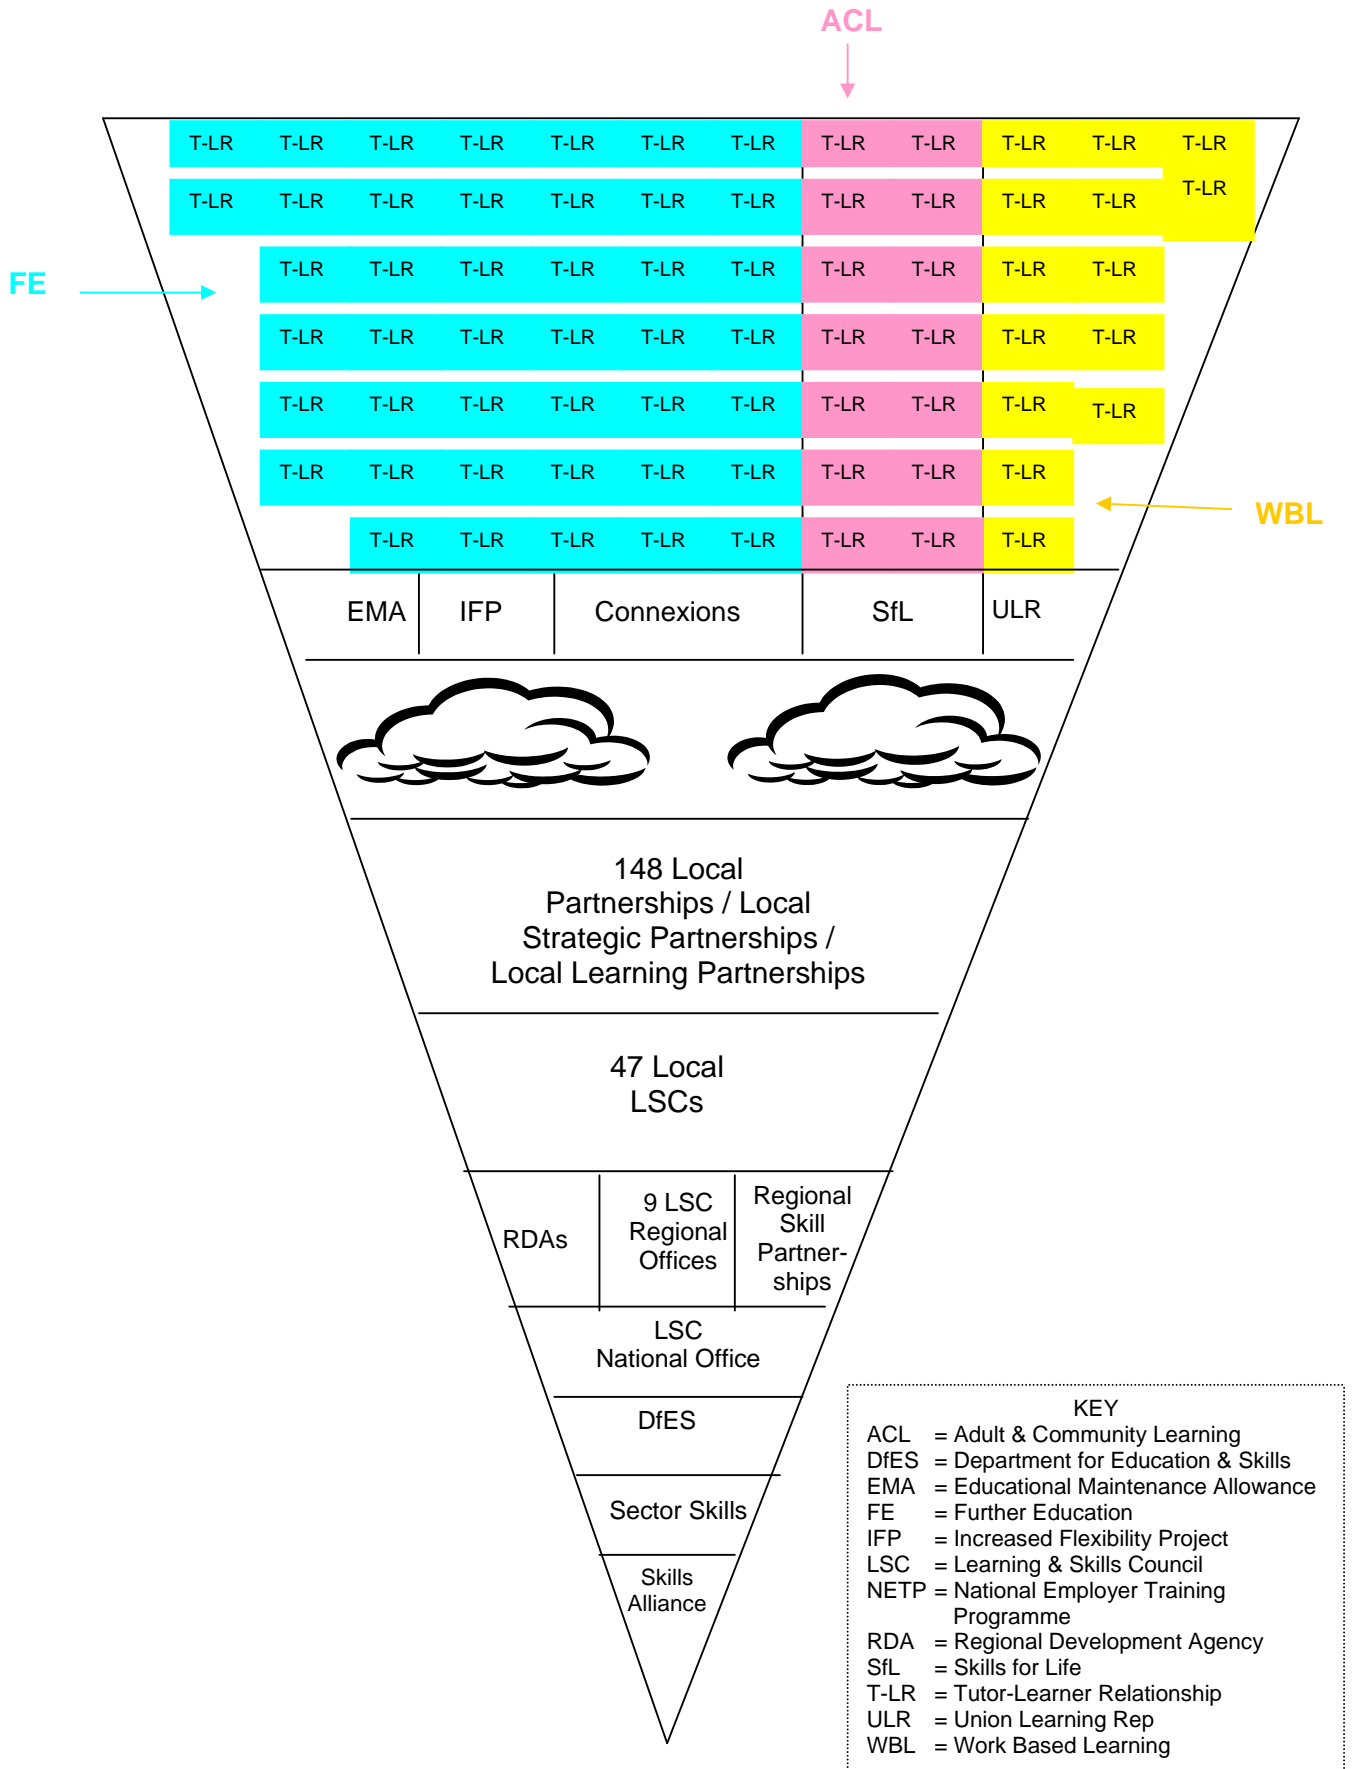 ACL
T-LR T-LR T-LR T-LR T-LR T-LR T-LR T-LR T-LR T-LR T-LR T-LR
T-LR T-LR T-LR T-LR T-LR T-LR T-LR T-LR T-LR T-LR T-LR T-LR
FE
T-LR T-LR T-LR T-LR T-LR T-LR T-LR T-LR T-LR T-LR
T-LR T-LR T-LR T-LR T-LR T-LR T-LR T-LR T-LR T-LR
T-LR T-LR T-LR T-LR T-LR T-LR T-LR T-LR T-LR T-LR
T-LR T-LR T-LR T-LR T-LR T-LR T-LR T-LR T-LR
WBL
T-LR T-LR T-LR T-LR T-LR T-LR T-LR T-LR
EMA IFP Connexions SfL ULR
148 Local
Partnerships / Local
Strategic Partnerships /
Local Learning Partnerships
47 Local
LSCs
RDAs
9 LSC
Regional
Offices
Regional
Skill
Partner-
ships
LSC
National Office
DfES
Sector Skills
Skills
Alliance
KEY
ACL = Adult & Community Learning
DfES = Department for Education & Skills
EMA = Educational Maintenance Allowance
FE = Further Education
IFP = Increased Flexibility Project
LSC = Learning & Skills Council
NETP = National Employer Training
Programme
RDA = Regional Development Agency
SfL = Skills for Life
T-LR = Tutor-Learner Relationship
ULR = Union Learning Rep
WBL = Work Based Learning